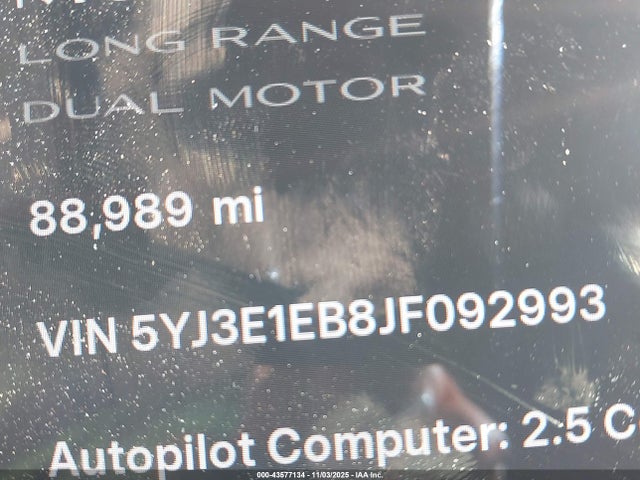 LONG RANGE
DUAL MOTOR
88,989 mi
VIN 5YJ3E1EB8JF092993
Autopilot Computer: 2.5
000-43577134 - 11/03/2025 - IAA Inc.